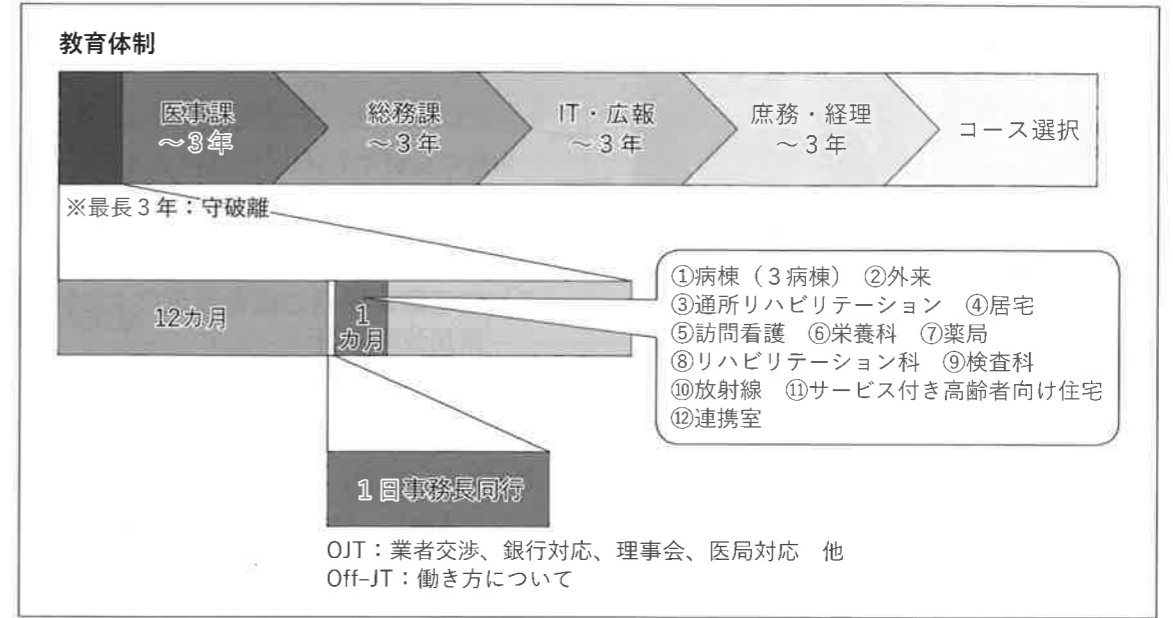 教育体制
医事課
～3年
総務課
～3年
IT・広報
～3年
庶務・経理
～3年
コース選択
※最長3年：守破離
12カ月
1
カ月
①病棟（3病棟）　②外来
③通所リハビリテーション　④居宅
⑤訪問看護　⑥栄養科　⑦薬局
⑧リハビリテーション科　⑨検査科
⑩放射線　⑪サービス付き高齢者向け住宅
⑫連携室
1日事務長同行
OJT：業者交渉、銀行対応、理事会、医局対応　他
Off–JT：働き方について